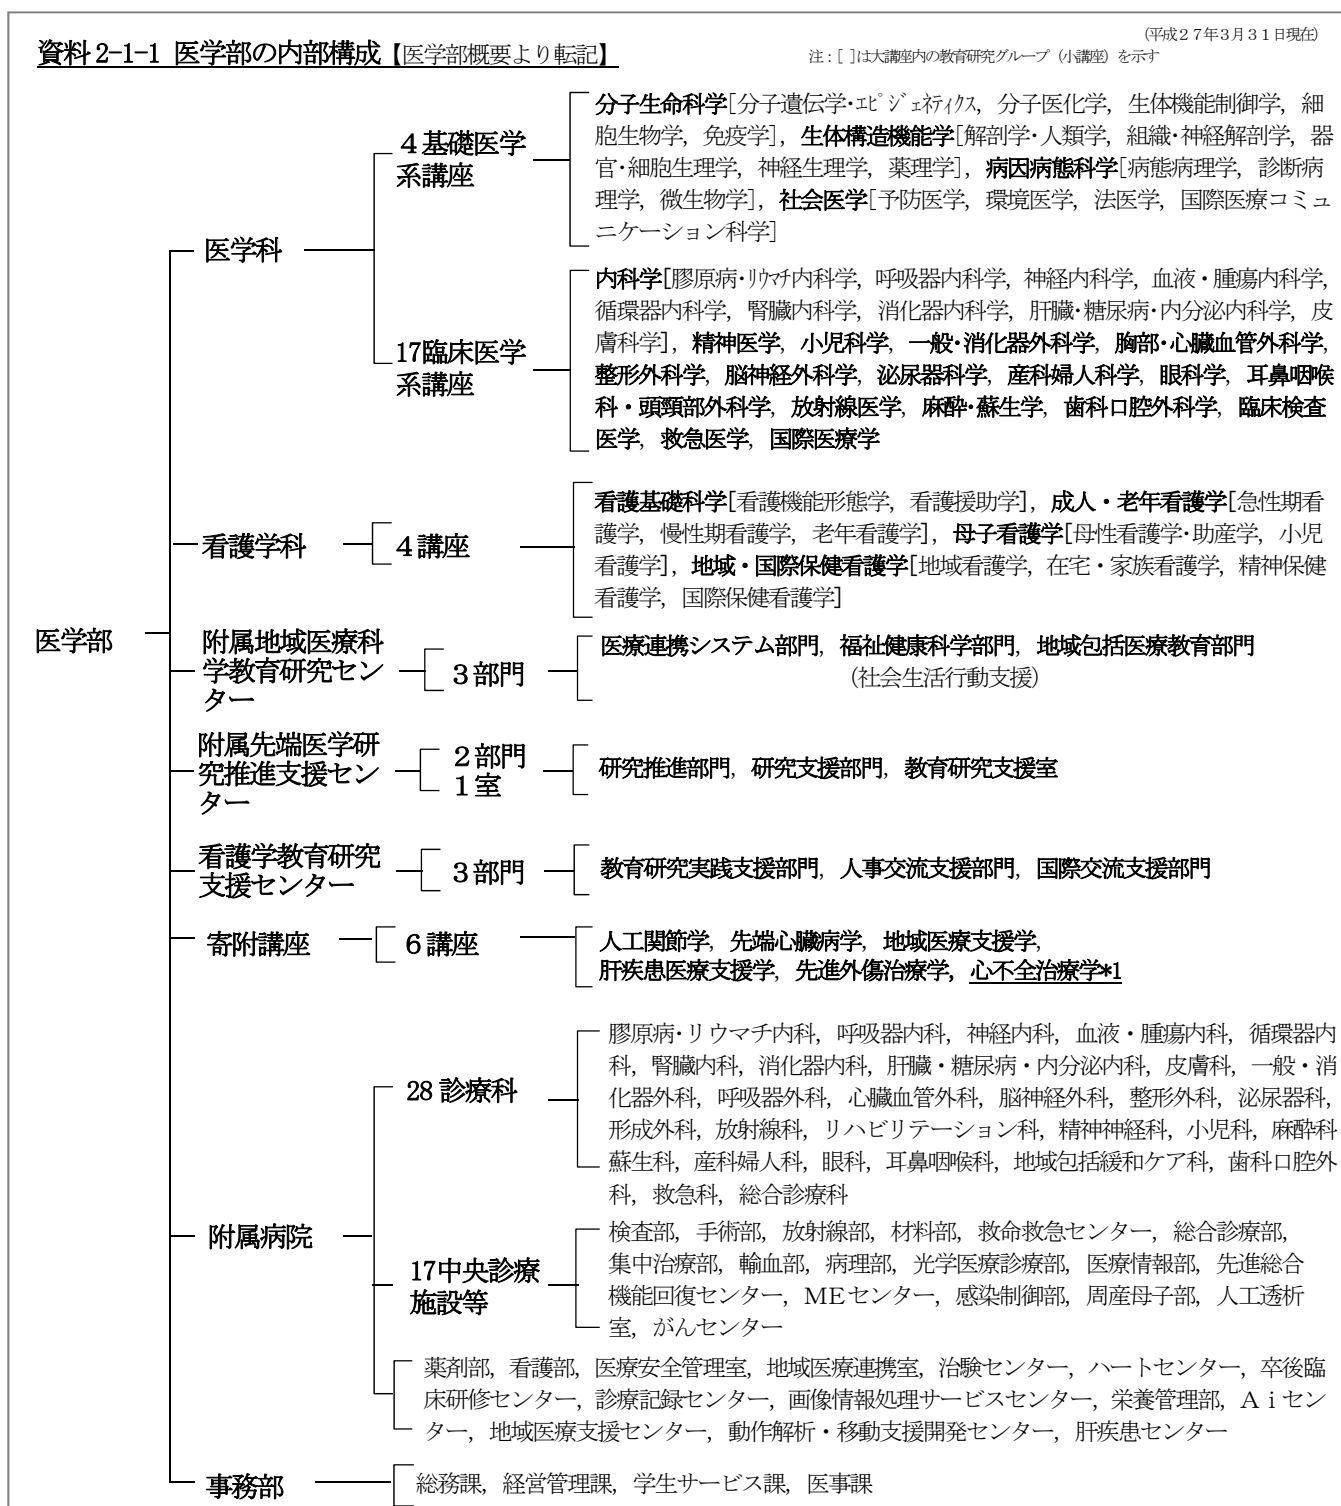 (平成27年3月31日現在)
資料2-1-1 医学部の内部構成【医学部概要より転記】
注：[ ]は大講座内の教育研究グループ（小講座）を示す
医学部
医学科
４基礎医学
系講座
分子生命科学[分子遺伝学･ｴﾋﾟｼﾞｪﾈﾃｨｸｽ，分子医化学，生体機能制御学，細
胞生物学，免疫学]，生体構造機能学[解剖学･人類学，組織･神経解剖学，器
官･細胞生理学，神経生理学，薬理学]，病因病態科学[病態病理学，診断病
理学，微生物学]，社会医学[予防医学，環境医学，法医学，国際医療コミュ
ニケーション科学]
17臨床医学
系講座
内科学[膠原病･ﾘｳﾏﾁ内科学，呼吸器内科学，神経内科学，血液・腫瘍内科学，
循環器内科学，腎臓内科学，消化器内科学，肝臓･糖尿病･内分泌内科学，皮
膚科学]，精神医学，小児科学，一般･消化器外科学，胸部･心臓血管外科学，
整形外科学，脳神経外科学，泌尿器科学，産科婦人科学，眼科学，耳鼻咽喉
科・頭頸部外科学，放射線医学，麻酔･蘇生学，歯科口腔外科学，臨床検査
医学，救急医学，国際医療学
看護学科
４講座
看護基礎科学[看護機能形態学，看護援助学]，成人・老年看護学[急性期看
護学，慢性期看護学，老年看護学]，母子看護学[母性看護学･助産学，小児
看護学]，地域・国際保健看護学[地域看護学，在宅・家族看護学，精神保健
看護学，国際保健看護学]
附属地域医療科
学教育研究セン
ター
３部門
医療連携システム部門，福祉健康科学部門，地域包括医療教育部門
（社会生活行動支援）
附属先端医学研
究推進支援セン
ター
２部門
１室
研究推進部門，研究支援部門，教育研究支援室
看護学教育研究
支援センター
３部門
教育研究実践支援部門，人事交流支援部門，国際交流支援部門
寄附講座
６講座
人工関節学，先端心臓病学，地域医療支援学，
肝疾患医療支援学，先進外傷治療学，心不全治療学*1
附属病院
28診療科
膠原病･リウマチ内科，呼吸器内科，神経内科，血液・腫瘍内科，循環器内
科，腎臓内科，消化器内科，肝臓・糖尿病・内分泌内科，皮膚科，一般・消
化器外科，呼吸器外科，心臓血管外科，脳神経外科，整形外科，泌尿器科，
形成外科，放射線科，リハビリテーション科，精神神経科，小児科，麻酔科
蘇生科，産科婦人科，眼科，耳鼻咽喉科，地域包括緩和ケア科，歯科口腔外
科，救急科，総合診療科
17中央診療
施設等
検査部，手術部，放射線部，材料部，救命救急センター，総合診療部，
集中治療部，輸血部，病理部，光学医療診療部，医療情報部，先進総合
機能回復センター，ＭＥセンター，感染制御部，周産母子部，人工透析
室，がんセンター
薬剤部，看護部，医療安全管理室，地域医療連携室，治験センター，ハートセンター，卒後臨
床研修センター，診療記録センター，画像情報処理サービスセンター，栄養管理部，Ａｉセン
ター，地域医療支援センター，動作解析・移動支援開発センター，肝疾患センター
事務部
総務課，経営管理課，学生サービス課，医事課